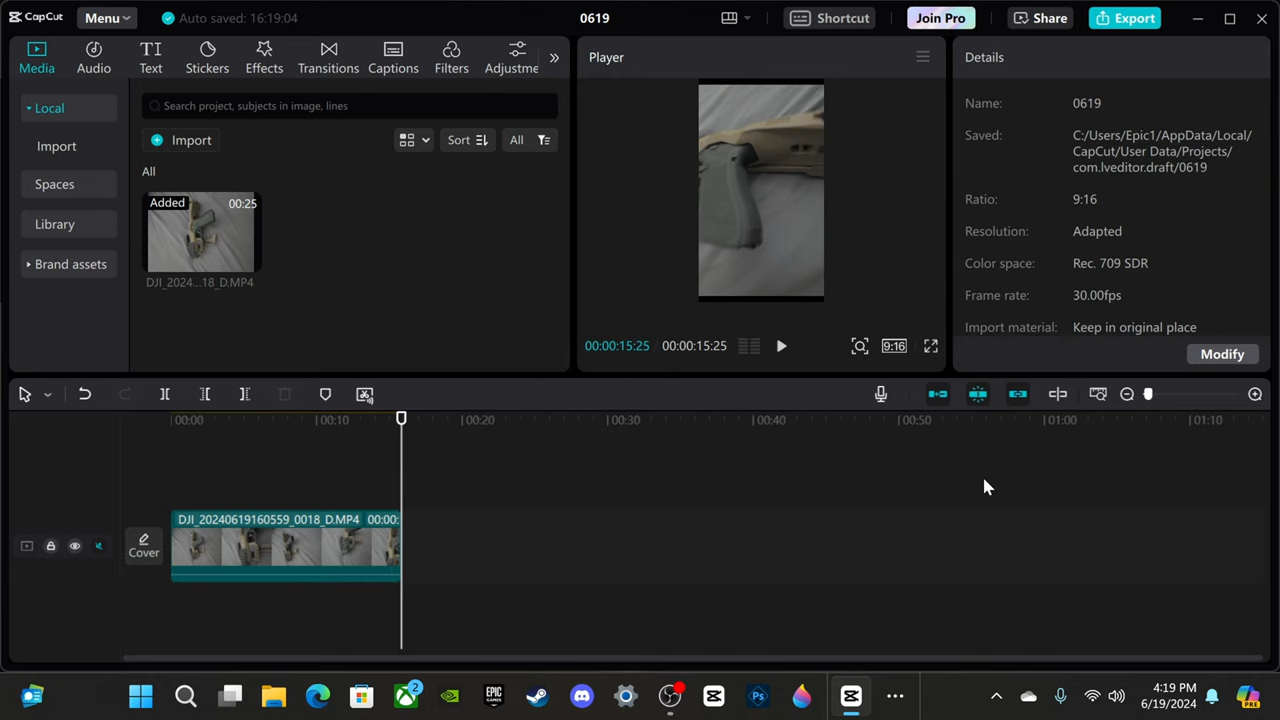 CapCut
Menu
Auto saved: 16:19:04
0619
Shortcut
Join Pro
Share
Export
Media
Audio
TI
Text
Stickers
Effects
Transitions
Captions
Filters
Adjustme
Local
Import
Spaces
Library
Brand assets
Search project, subjects in image, lines
Import
Sort
All
All
Added
00:25
DJI_2024...18_D.MP4
Player
00:00:15:25
00:00:15:25
9:16
Details
Name:
0619
Saved:
C:/Users/Epic1/AppData/Local/
CapCut/User Data/Projects/
com.lveditor.draft/0619
Ratio:
9:16
Resolution:
Adapted
Color space:
Rec. 709 SDR
Frame rate:
30.00fps
Import material:
Keep in original place
Modify
00:00
00:10
00:20
00:30
00:40
00:50
01:00
01:10
Cover
DJI_20240619160559_0018_D.MP4
00:00:
2
EPIC
GAMES
Ps
4:19 PM
6/19/2024
PRE